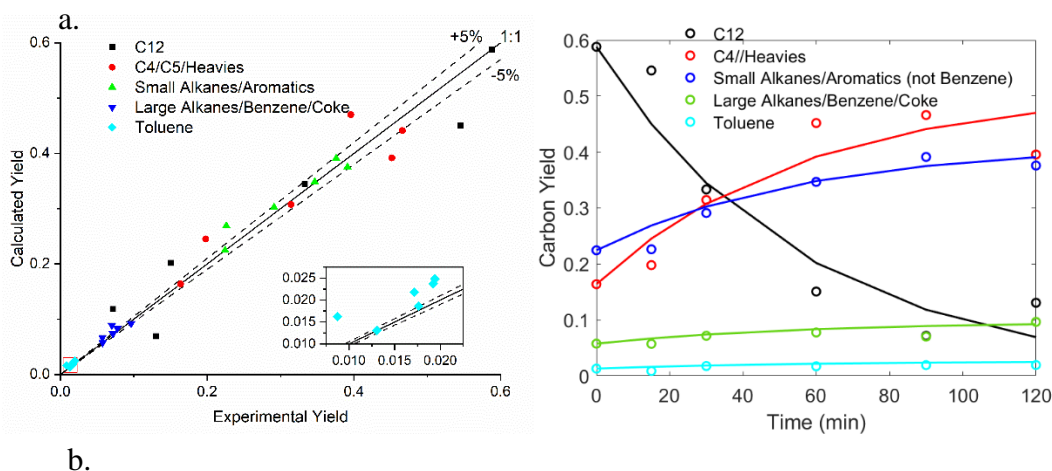 a.
0.6
0.4
0.2
0.0
Calculated Yield
C12
C4/C5/Heavies
Small Alkanes/Aromatics
Large Alkanes/Benzene/Coke
Toluene
+5%
1:1
-5%
0.025
0.020
0.015
0.010
0.010
0.015
0.020
0.0
0.2
0.4
0.6
Experimental Yield
0.6
0.5
0.4
0.3
0.2
0.1
0
Carbon Yield
C12
C4//Heavies
Small Alkanes/Aromatics (not Benzene)
Large Alkanes/Benzene/Coke
Toluene
0
20
40
60
80
100
120
Time (min)
b.